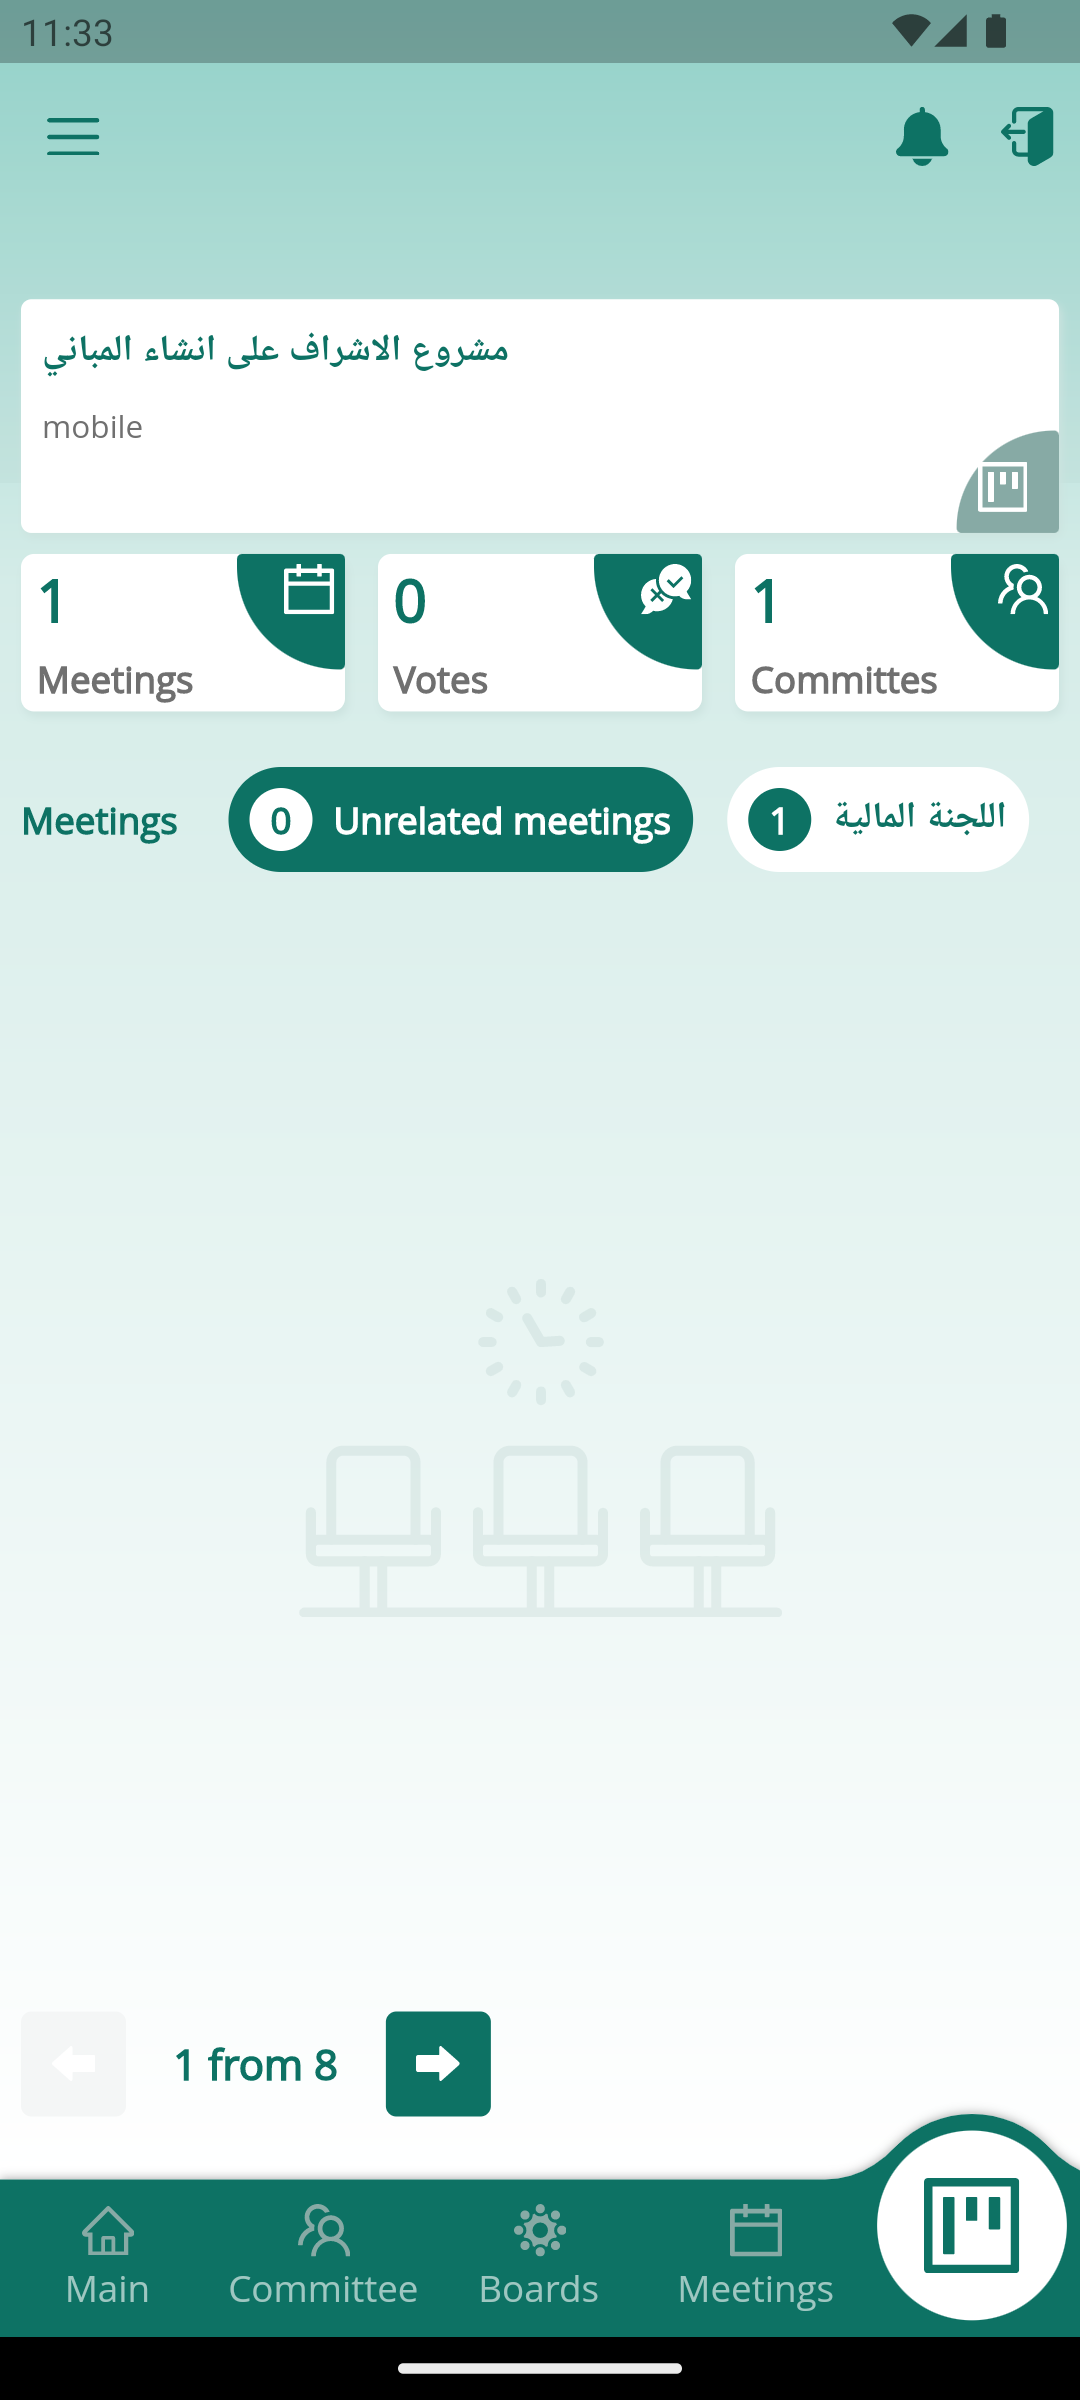 11:33
مشروع الاشراف على انشاء المباني
mobile
1
Meetings
0
Votes
1
Committes
Meetings
0 Unrelated meetings
1 اللجنة المالية
1 from 8
Main
Committee
Boards
Meetings